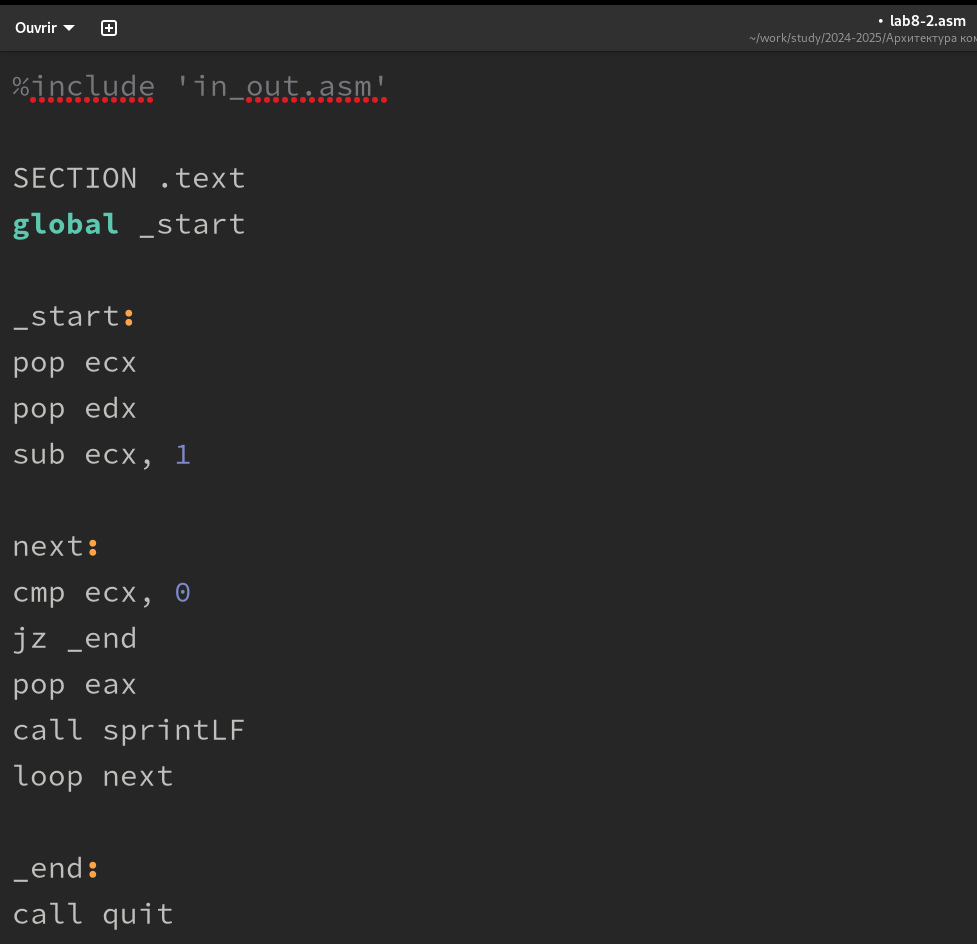 Ouvrir
• lab8-2.asm
~/work/study/2024-2025/Архитектура
%include 'in_out.asm'
SECTION .text
global _start
_start:
pop ecx
pop edx
sub ecx, 1
next:
cmp ecx, 0
jz _end
pop eax
call sprintLF
loop next
_end:
call quit